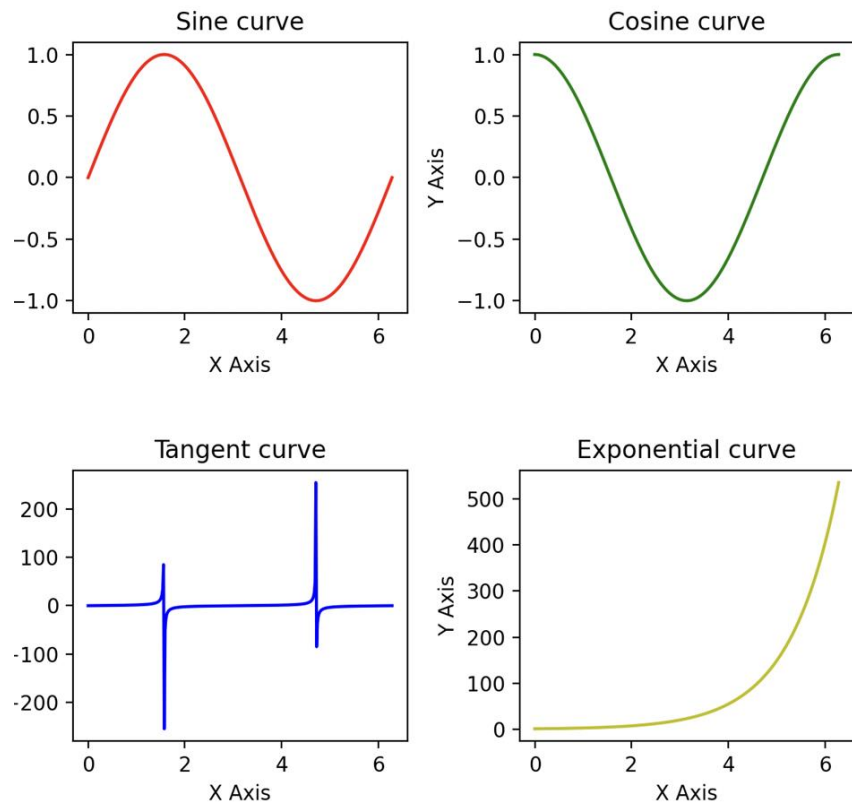 Sine curve
1.0
0.5
0.0
−0.5
−1.0
0 2 4 6
X Axis
Cosine curve
Y Axis
1.0
0.5
0.0
−0.5
−1.0
0 2 4 6
X Axis
Tangent curve
200
100
0
-100
-200
0 2 4 6
X Axis
Exponential curve
Y Axis
500
400
300
200
100
0
0 2 4 6
X Axis